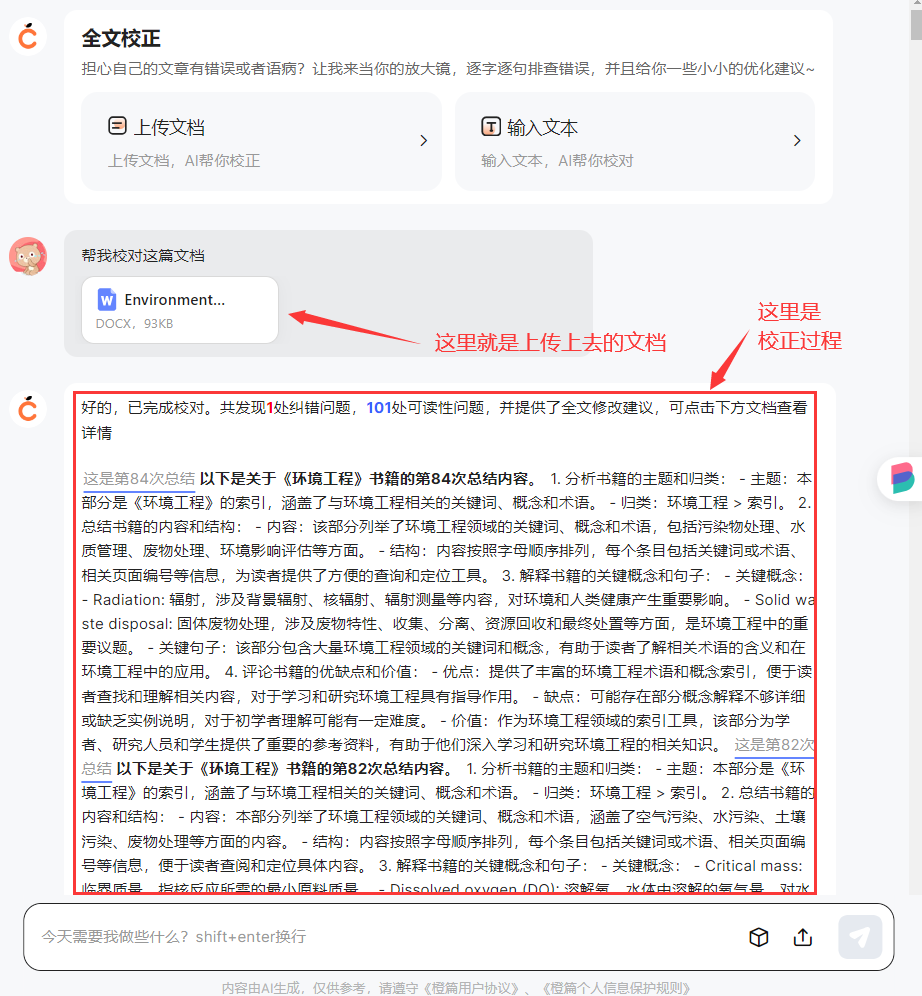 全文校正
担心自己的文章有错误或者语病？让我来当你的放大镜，逐字逐句排查错误，并且给你一些小小的优化建议~
上传文档
上传文档，AI帮你校正
输入文本
输入文本，AI帮你校对
帮我校对这篇文档
Environment...
DOCX，93KB
这里就是上传上去的文档
这里是
校正过程
好的，已完成校对。共发现1处纠错问题，101处可读性问题，并提供了全文修改建议，可点击下方文档查看
详情
这是第84次总结 以下是关于《环境工程》书籍的第84次总结内容。 1. 分析书籍的主题和归类： - 主题：本
部分是《环境工程》的索引，涵盖了与环境工程相关的关键词、概念和术语。 - 归类：环境工程 > 索引。 2.
总结书籍的内容和结构： - 内容：该部分列举了环境工程领域的关键词、概念和术语，包括污染物处理、水
质管理、废物处理、环境影响评估等方面。 - 结构：内容按照字母顺序排列，每个条目包括关键词或术语、
相关页面编号等信息，为读者提供了方便的查询和定位工具。 3. 解释书籍的关键概念和句子： - 关键概念：
- Radiation: 辐射，涉及背景辐射、核辐射、辐射测量等内容，对环境和人类健康产生重要影响。 - Solid wa
ste disposal: 固体废物处理，涉及废物特性、收集、分离、资源回收和最终处置等方面，是环境工程中的重
要议题。 - 关键句子：该部分包含大量环境工程领域的关键词和概念，有助于读者了解相关术语的含义和在
环境工程中的应用。 4. 评论书籍的优缺点和价值： - 优点：提供了丰富的环境工程术语和概念索引，便于读
者查找和理解相关内容，对于学习和研究环境工程具有指导作用。 - 缺点：可能存在部分概念解释不够详细
或缺乏实例说明，对于初学者理解可能有一定难度。 - 价值：作为环境工程领域的索引工具，该部分为学
者、研究人员和学生提供了重要的参考资料，有助于他们深入学习和研究环境工程的相关知识。 这是第82次
总结 以下是关于《环境工程》书籍的第82次总结内容。 1. 分析书籍的主题和归类： - 主题：本部分是《环
境工程》的索引，涵盖了与环境工程相关的关键词、概念和术语。 - 归类：环境工程 > 索引。 2. 总结书籍的
内容和结构： - 内容：本部分列举了环境工程领域的关键词、概念和术语，涵盖了空气污染、水污染、土壤
污染、废物处理等方面的内容。 - 结构：内容按照字母顺序排列，每个条目包括关键词或术语、相关页面编
号等信息，便于读者查阅和定位具体内容。 3. 解释书籍的关键概念和句子： - 关键概念： - Critical mass:
临界质量，指核反应所需的最小原料质量。 - Dissolved oxygen (DO): 溶解氧，水体中溶解的氧气量，对水
今天需要我做些什么？shift+enter换行
内容由AI生成，仅供参考，请遵守《橙篇用户协议》、《橙篇个人信息保护规则》